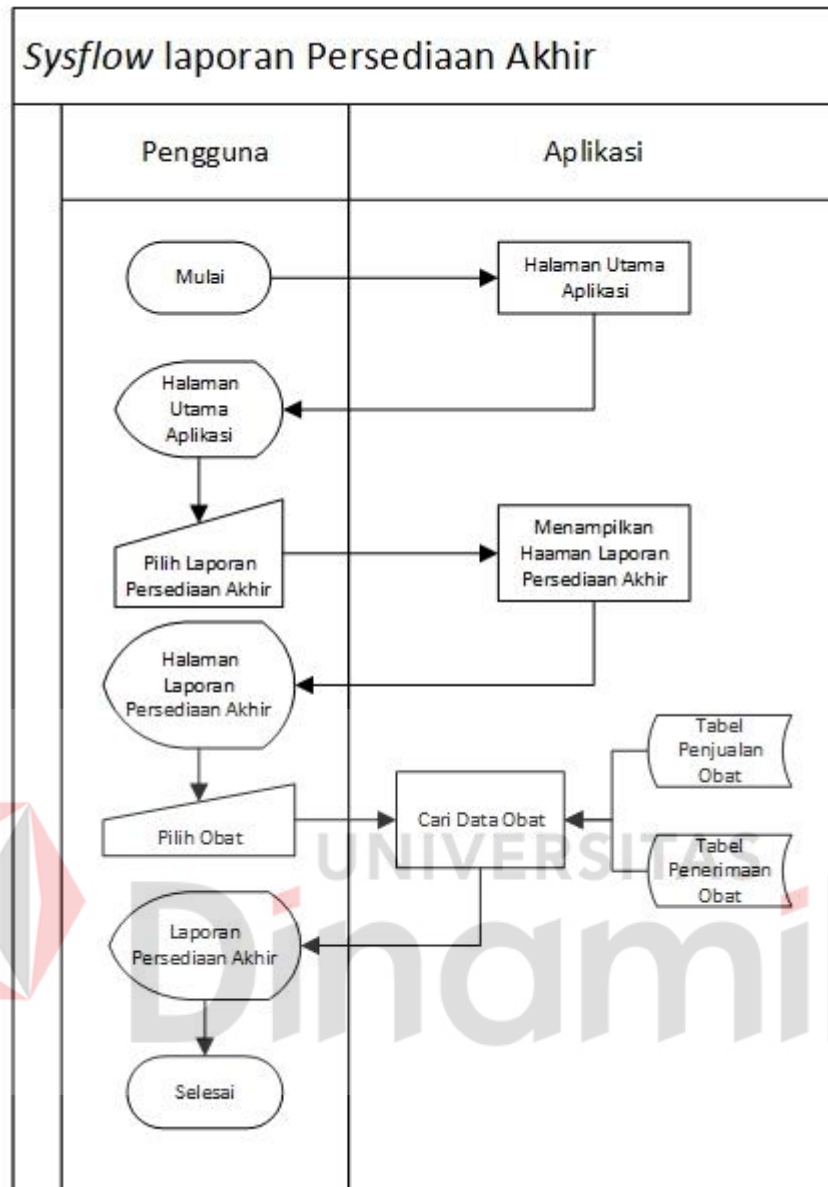 Sysflow laporan Persediaan Akhir
Pengguna
Aplikasi
Mulai
Halaman Utama
Aplikasi
Halaman
Utama
Aplikasi
Pilih Laporan
Persediaan Akhir
Menampilkan
Haaman Laporan
Persediaan Akhir
Halaman
Laporan
Persediaan Akhir
Tabel
Penjualan
Obat
Pilih Obat
Cari Data Obat
Tabel
Penerimaan
Obat
UNIVERSITAS
Dinami
Laporan
Persediaan Akhir
Selesai